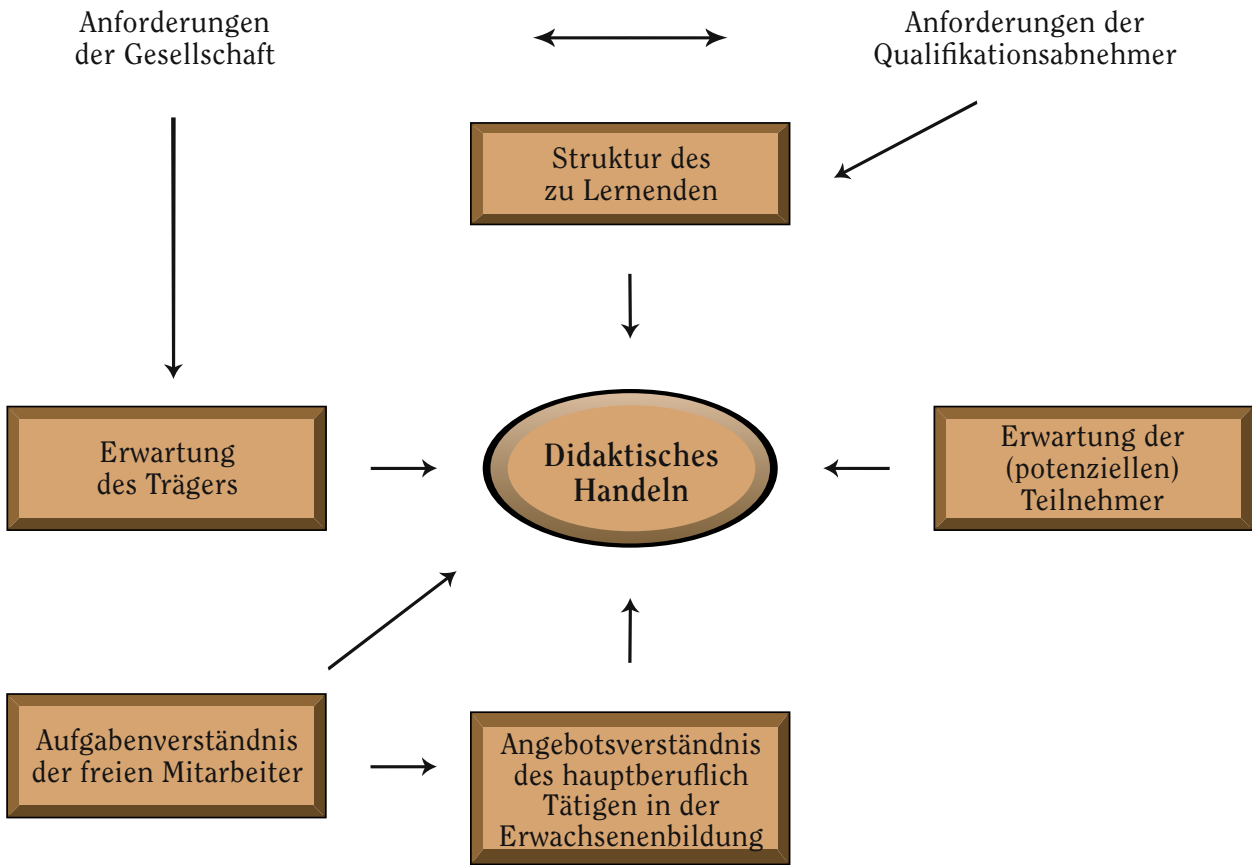 Anforderungen
der Gesellschaft
Anforderungen der
Qualifikationsabnehmer
Struktur des
zu Lernenden
Erwartung
des Trägers
Didaktisches
Handeln
Erwartung der
(potenziellen)
Teilnehmer
Aufgabenverständnis
der freien Mitarbeiter
Angebotsverständnis
des hauptberuflich
Tätigen in der
Erwachsenenbildung